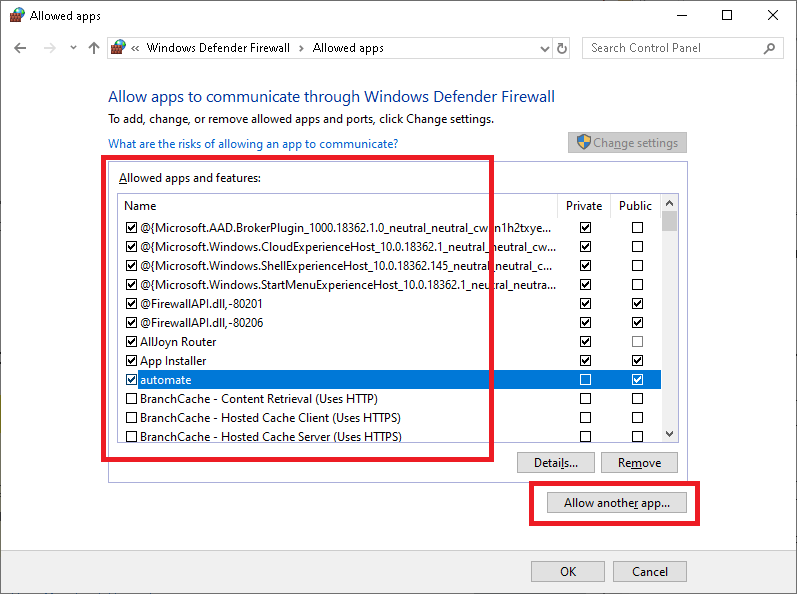 Allowed apps
« Windows Defender Firewall > Allowed apps
Search Control Panel
Allow apps to communicate through Windows Defender Firewall
To add, change, or remove allowed apps and ports, click Change settings.
What are the risks of allowing an app to communicate?
Change settings
Allowed apps and features:
Name Private Public
@{Microsoft.AAD.BrokerPlugin_1000.18362.1.0_neutral_neutral_cw5n1h2txye...
@{Microsoft.Windows.CloudExperienceHost_10.0.18362.1_neutral_neutral_cw...
@{Microsoft.Windows.ShellExperienceHost_10.0.18362.145_neutral_neutral_c...
@{Microsoft.Windows.StartMenuExperienceHost_10.0.18362.1_neutral_neutra...
@FirewallAPI.dll,-80201
@FirewallAPI.dll,-80206
AllJoyn Router
App Installer
automate
BranchCache - Content Retrieval (Uses HTTP)
BranchCache - Hosted Cache Client (Uses HTTPS)
BranchCache - Hosted Cache Server (Uses HTTPS)
Details... Remove
Allow another app...
OK Cancel